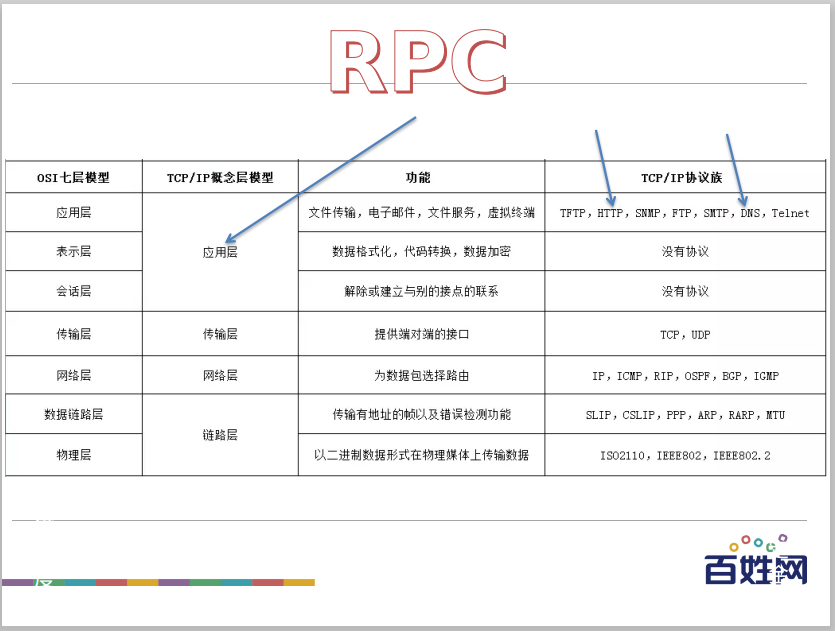 RPC
OSI七层模型 TCP/IP概念层模型 功能 TCP/IP协议族
应用层 应用层 文件传输，电子邮件，文件服务，虚拟终端 TFTP，HTTP，SNMP，FTP，SMTP，DNS，Telnet
表示层 数据格式化，代码转换，数据加密 没有协议
会话层 解除或建立与别的接点的联系 没有协议
传输层 传输层 提供端对端的接口 TCP，UDP
网络层 网络层 为数据包选择路由 IP，ICMP，RIP，OSPF，BGP，IGMP
数据链路层 链路层 传输有地址的帧以及错误检测功能 SLIP，CSLIP，PPP，ARP，RARP，MTU
物理层 以二进制数据形式在物理媒体上传输数据 ISO2110，IEEE802，IEEE802.2
百姓网